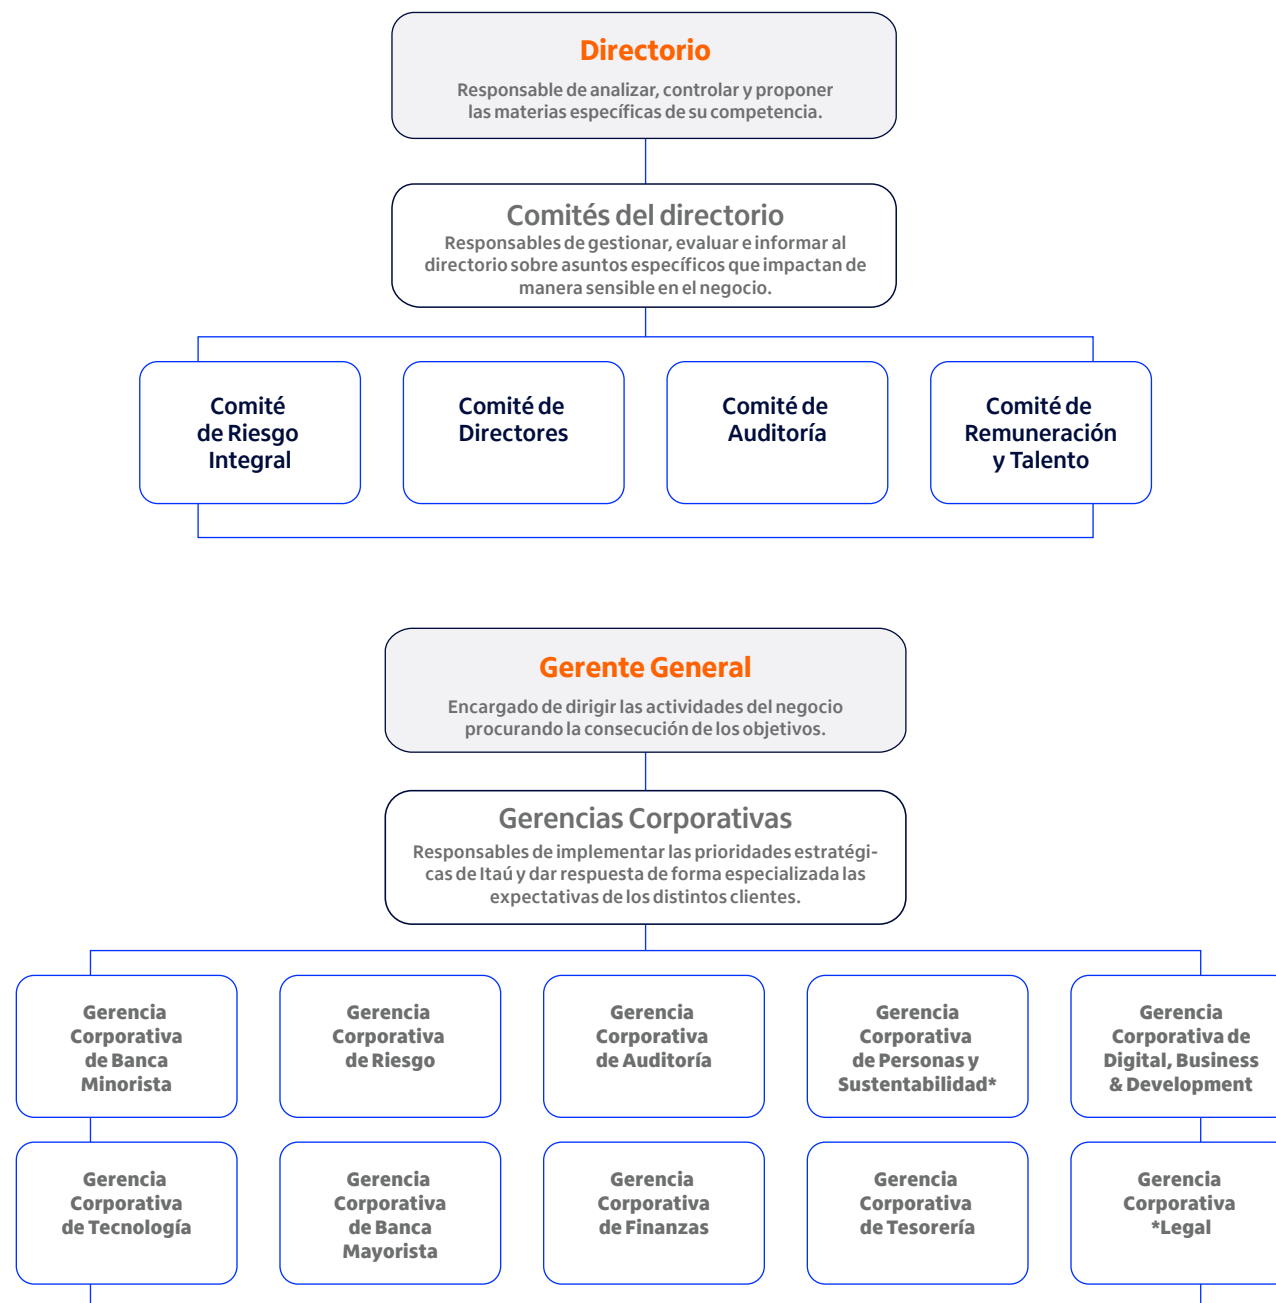 Directorio
Responsable de analizar, controlar y proponer
las materias específicas de su competencia.
Comités del directorio
Responsables de gestionar, evaluar e informar al
directorio sobre asuntos específicos que impactan de
manera sensible en el negocio.
Comité
de Riesgo
Integral
Comité de
Directores
Comité de
Auditoría
Comité de
Remuneración
y Talento
Gerente General
Encargado de dirigir las actividades del negocio
procurando la consecución de los objetivos.
Gerencias Corporativas
Responsables de implementar las prioridades estratégi-
cas de Itaú y dar respuesta de forma especializada las
expectativas de los distintos clientes.
Gerencia
Corporativa
de Banca
Minorista
Gerencia
Corporativa
de Riesgo
Gerencia
Corporativa
de Auditoría
Gerencia
Corporativa
de Personas y
Sustentabilidad*
Gerencia
Corporativa de
Digital, Business
& Development
Gerencia
Corporativa
de Tecnología
Gerencia
Corporativa
de Banca
Mayorista
Gerencia
Corporativa
de Finanzas
Gerencia
Corporativa
de Tesorería
Gerencia
Corporativa
*Legal